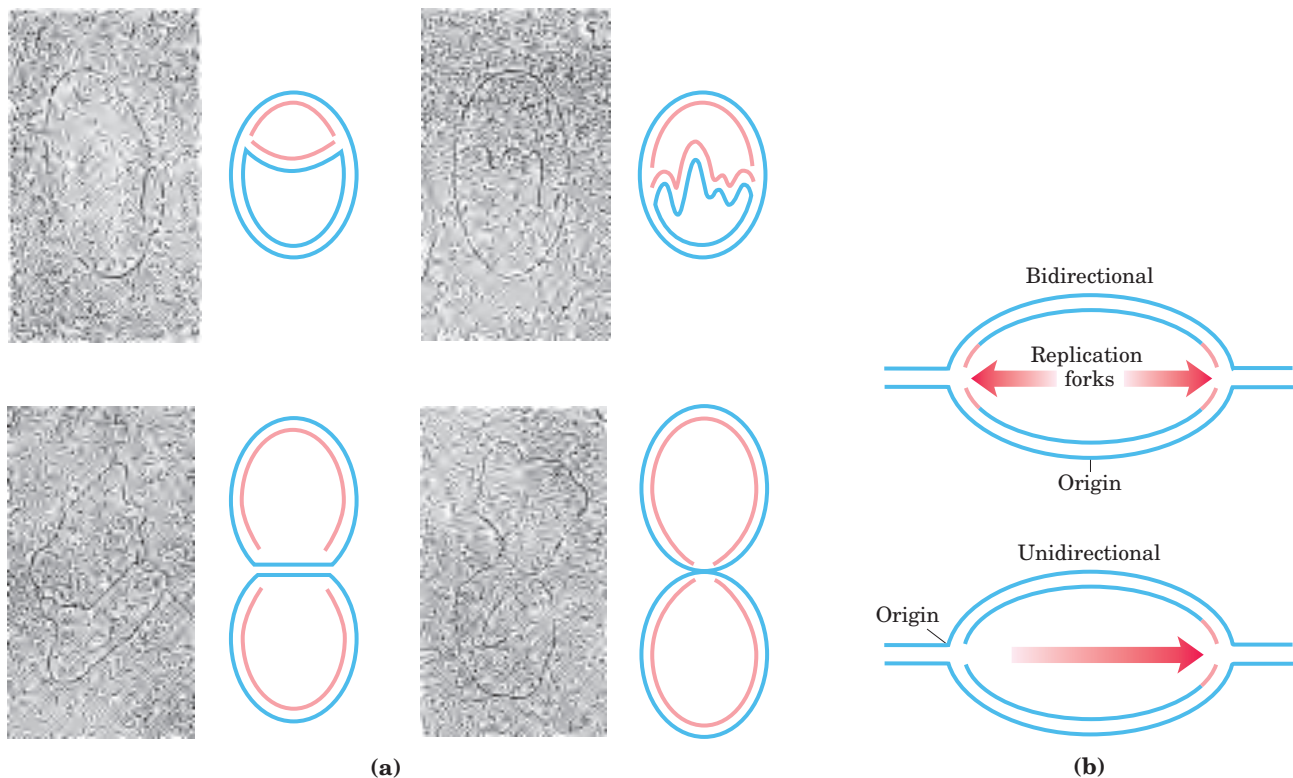 Bidirectional
Replication
forks
Origin
Unidirectional
Origin
(a)
(b)